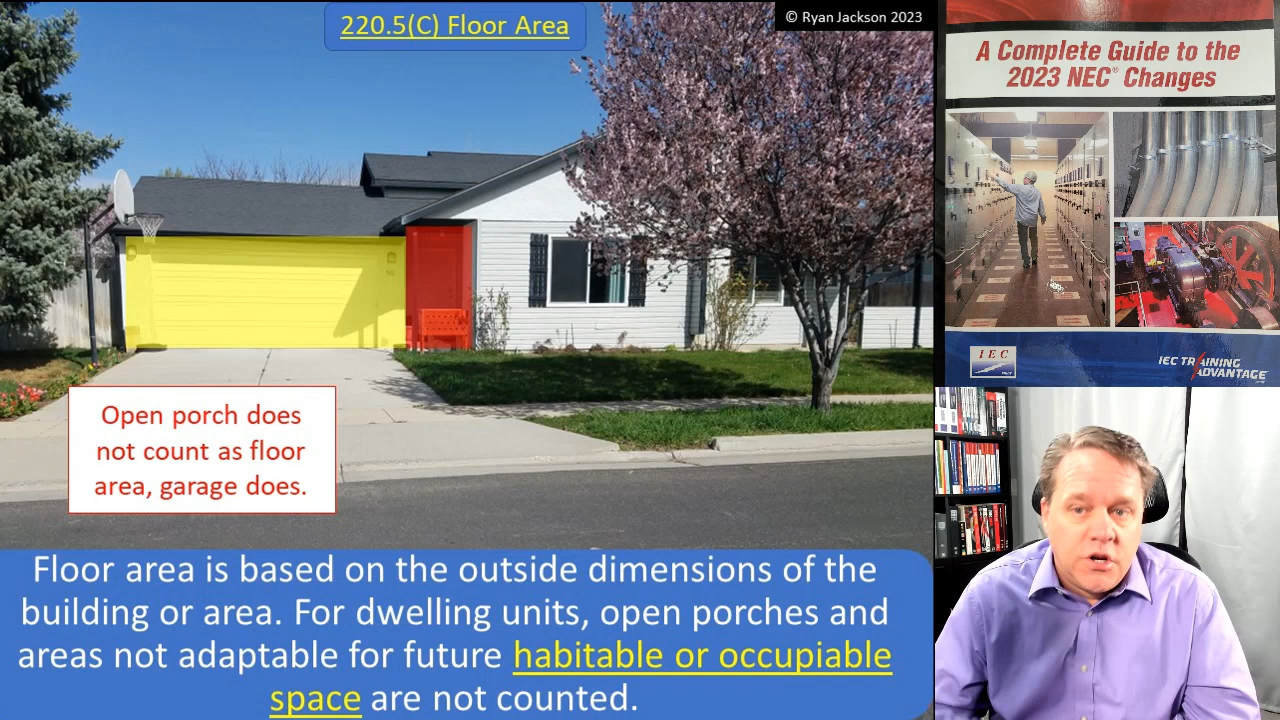 220.5(C) Floor Area
© Ryan Jackson 2023
A Complete Guide to the
2023 NEC® Changes
Open porch does
not count as floor
area, garage does.
IEC
IEC TRAINING
ADVANTAGE
Floor area is based on the outside dimensions of the
building or area. For dwelling units, open porches and
areas not adaptable for future habitable or occupiable
space are not counted.